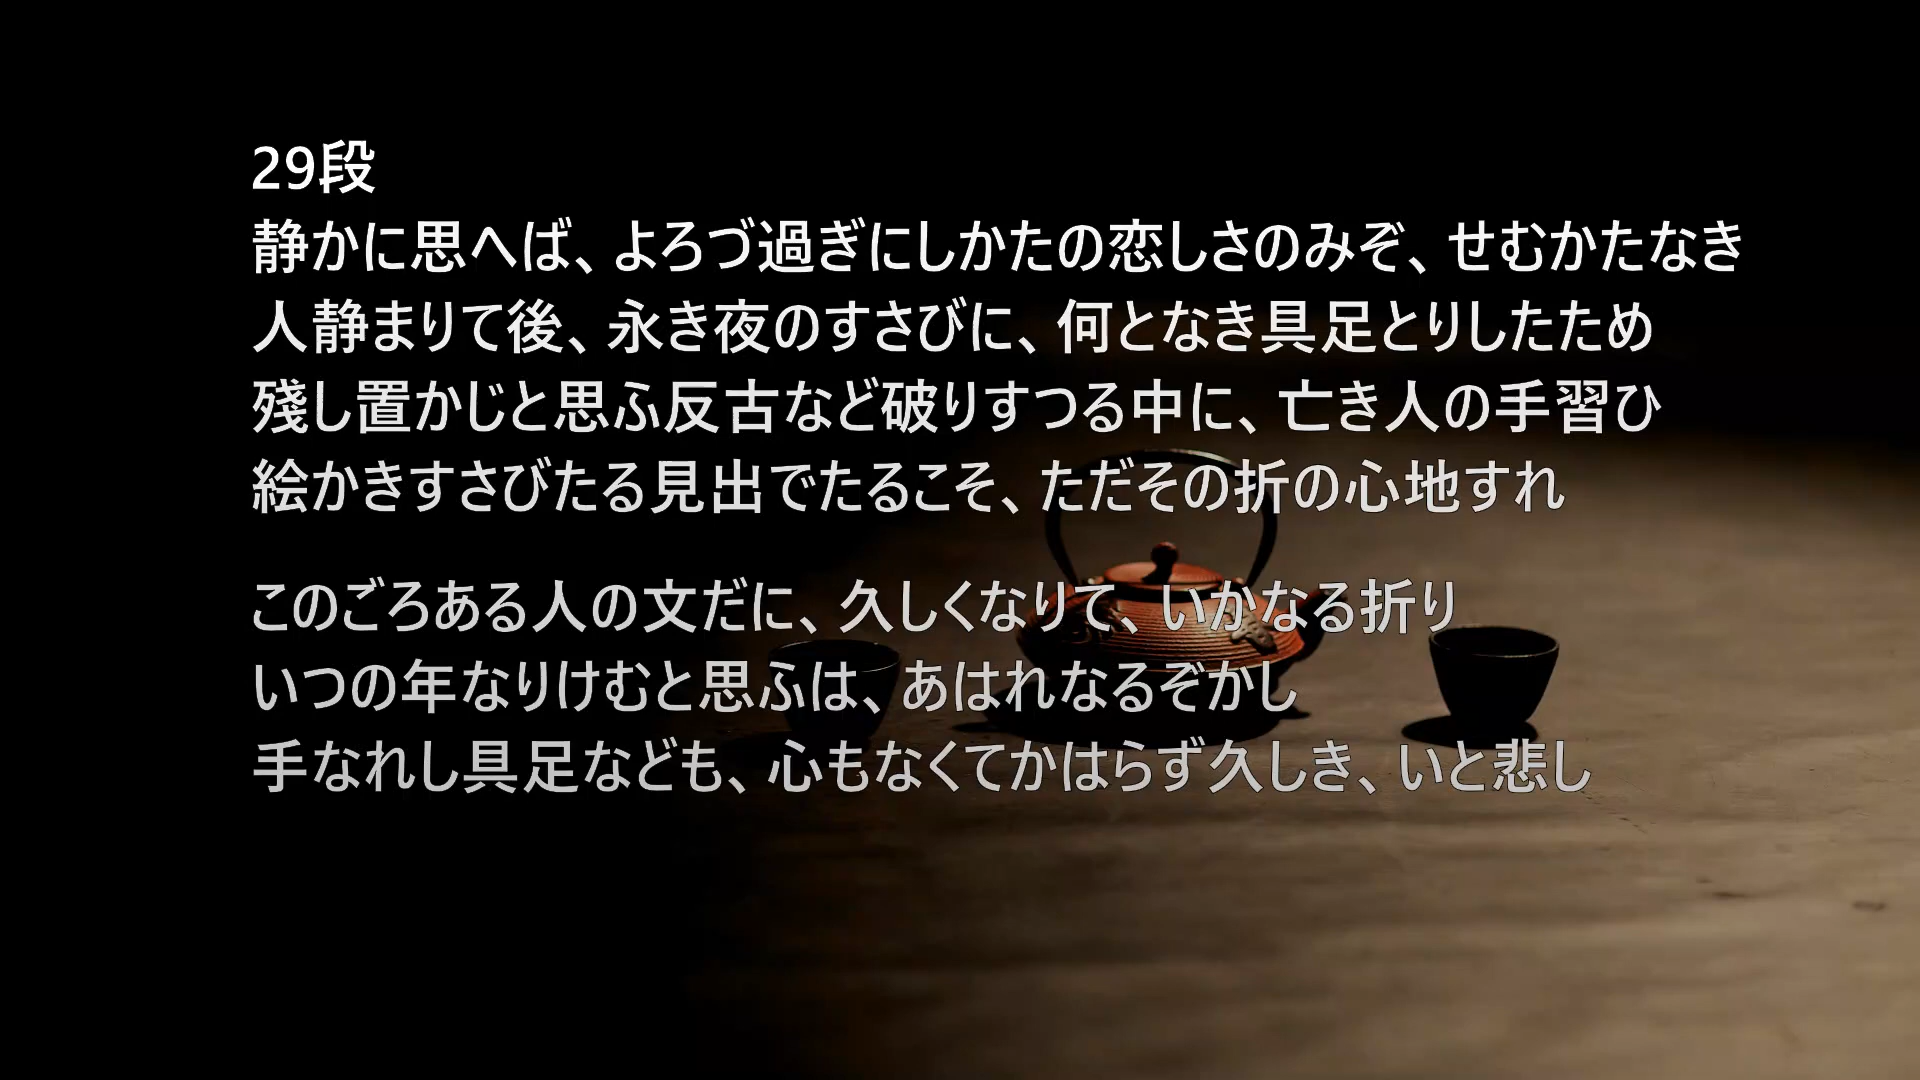 29段
静かに思へば、よろづ過ぎにしかたの恋しさのみぞ、せむかたなき
人静まりて後、永き夜のすさびに、何となき具足とりしたため
残し置かじと思ふ反古など破りすつる中に、亡き人の手習ひ
絵かきすさびたる見出でたるこそ、ただその折の心地すれ
このごろある人の文だに、久しくなりて、いかなる折り
いつの年なりけむと思ふは、あはれなるぞかし
手なれし具足なども、心もなくてかはらず久しき、いと悲し